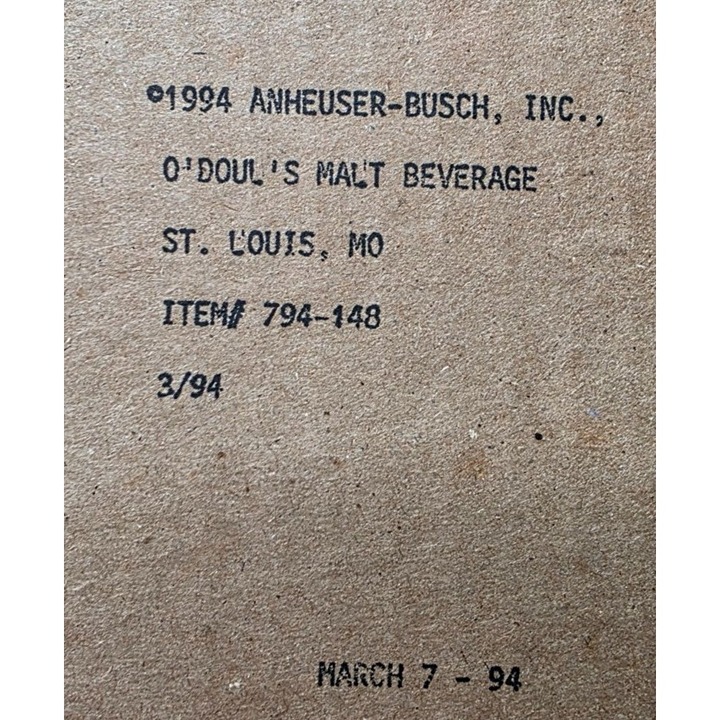 ©1994 ANHEUSER-BUSCH, INC.,
O'DOUL'S MALT BEVERAGE
ST. LOUIS, MO
ITEM# 794-148
3/94
MARCH 7 - 94